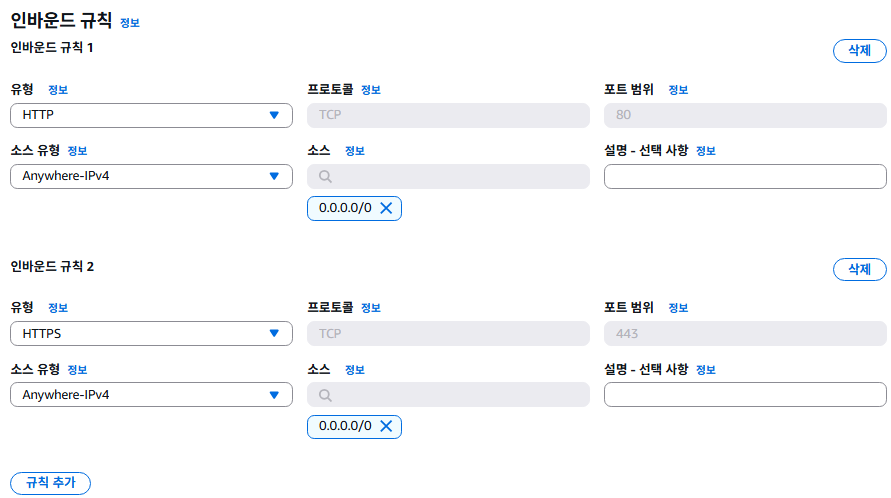 인바운드 규칙 정보
인바운드 규칙 1 삭제
유형 정보 프로토콜 정보 포트 범위 정보
HTTP TCP 80
소스 유형 정보 소스 정보 설명 - 선택 사항 정보
Anywhere-IPv4
0.0.0.0/0
인바운드 규칙 2 삭제
유형 정보 프로토콜 정보 포트 범위 정보
HTTPS TCP 443
소스 유형 정보 소스 정보 설명 - 선택 사항 정보
Anywhere-IPv4
0.0.0.0/0
규칙 추가